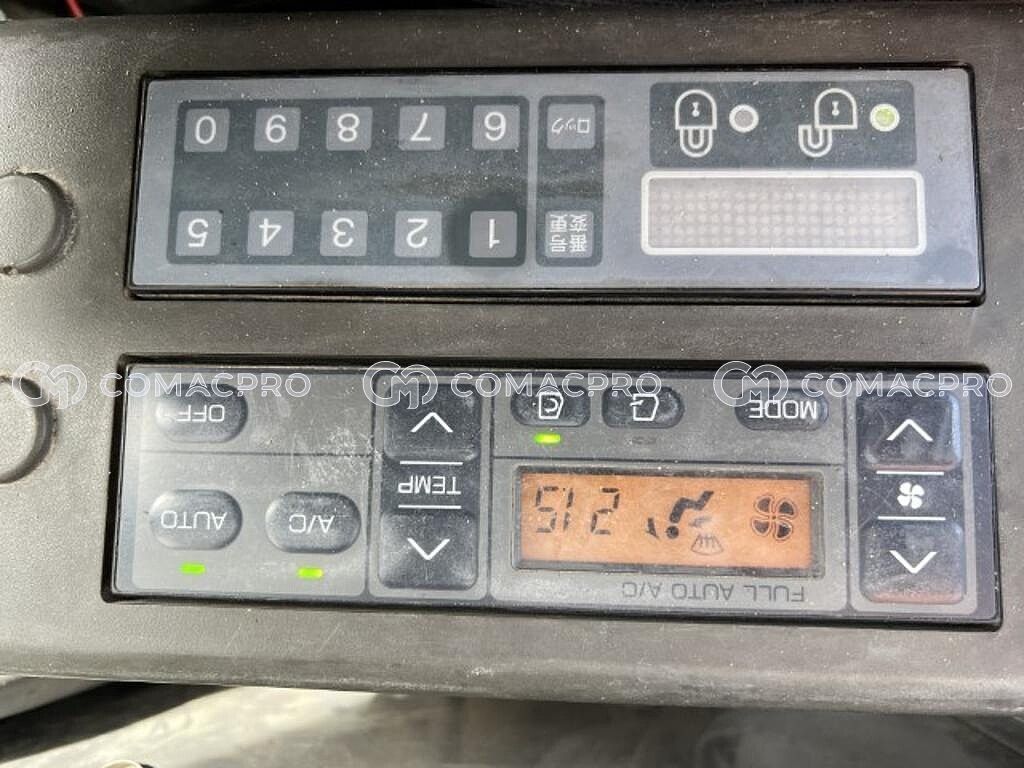 FULL AUTO A/C
215
A/C AUTO
TEMP
MODE
OFF
COMACPRO COMACPRO COMACPRO
番号
変更
1 2 3 4 5
ロック
6 7 8 9 0